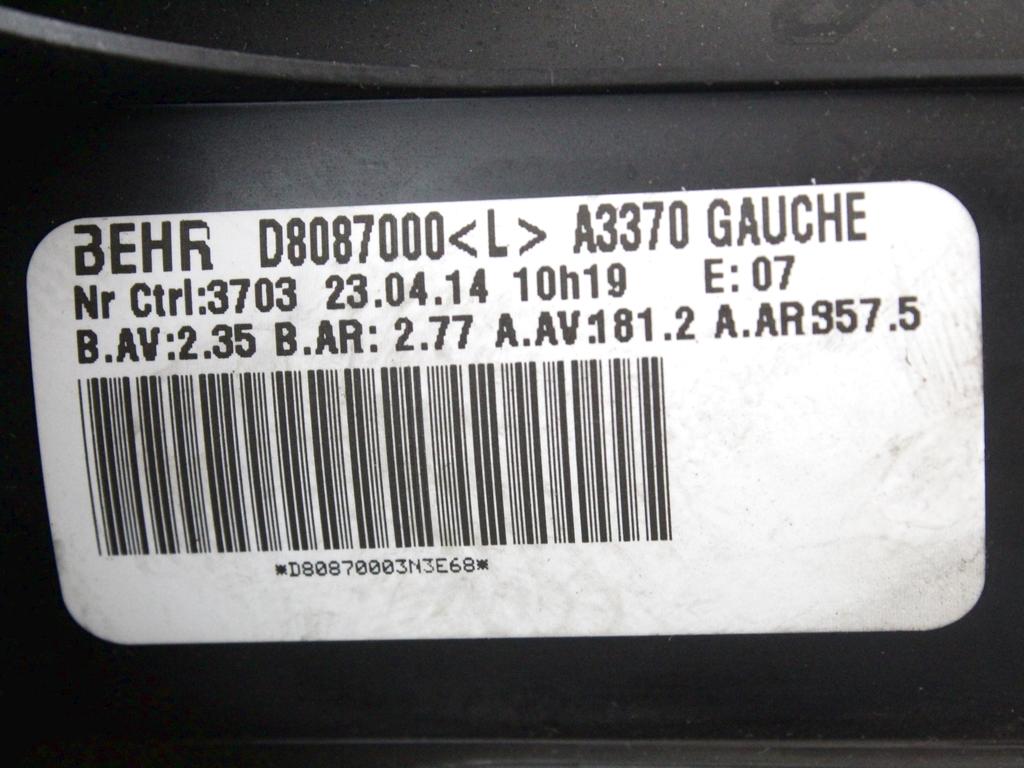 BEHR D8087000<L> A3370 GAUCHE
Nr Ctrl:3703 23.04.14 10h19 E: 07
B.AV:2.35 B.AR: 2.77 A.AV:181.2 A.AR:357.5
*D80870003N3E68*